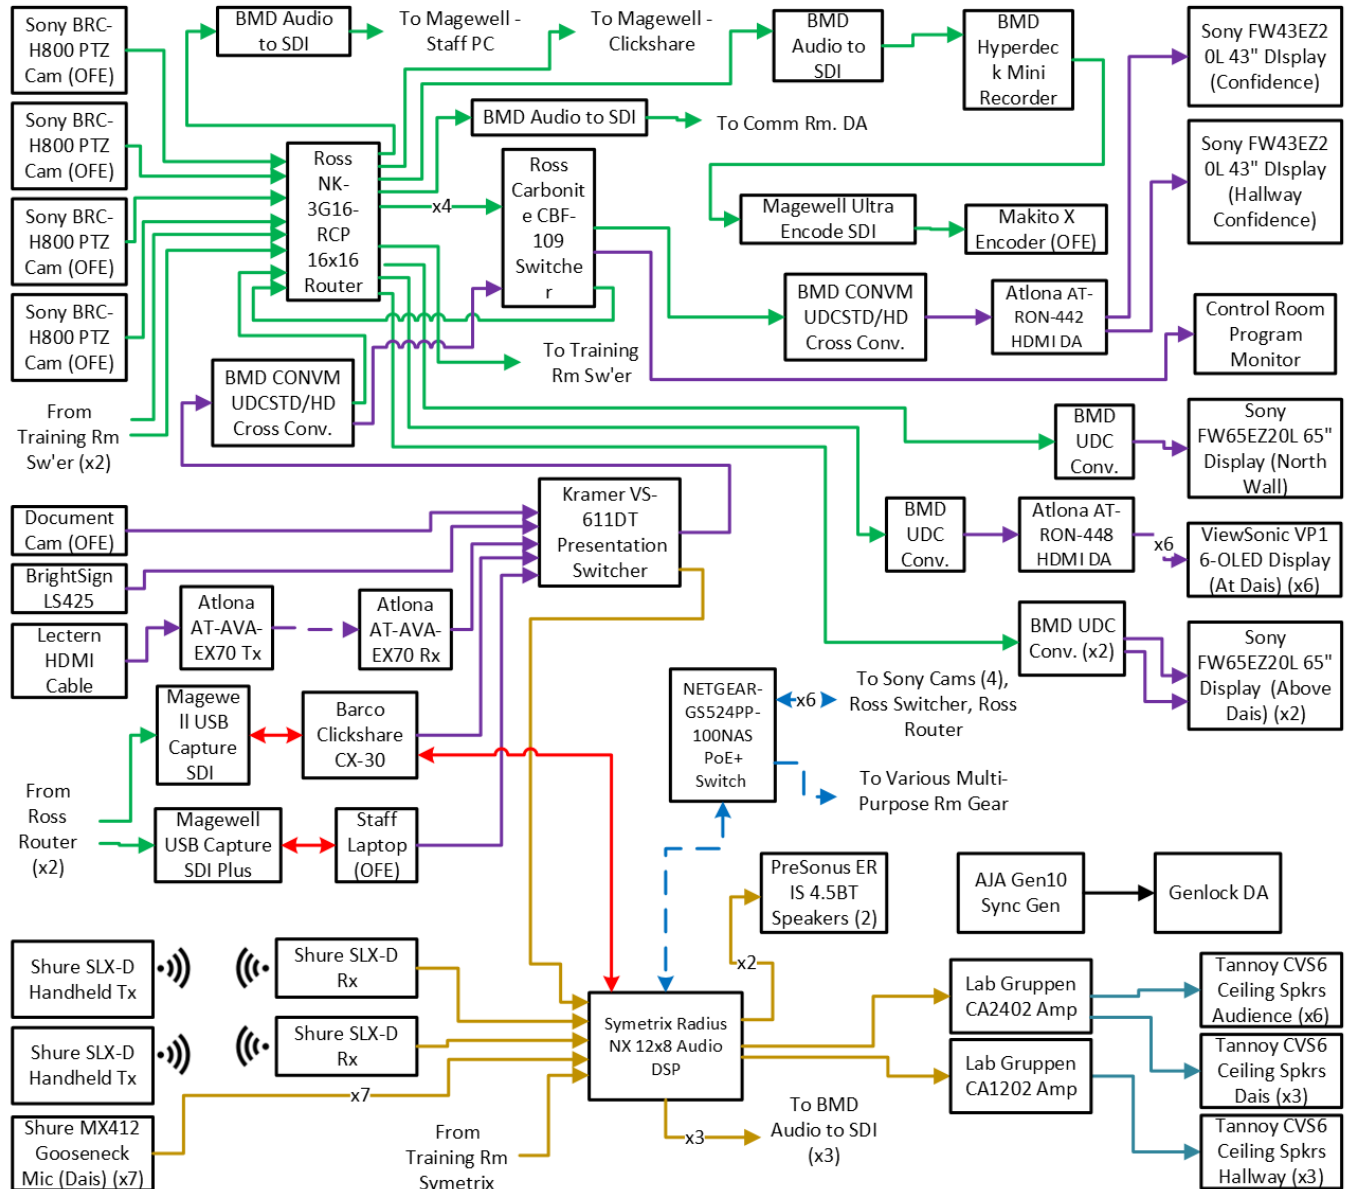 Sony BRC-
H800 PTZ
Cam (OFE)
BMD Audio
to SDI
To Magewell -
Staff PC
To Magewell -
Clickshare
BMD
Audio to
SDI
BMD
Hyperdec
k Mini
Recorder
Sony FW43EZ2
0L 43" DIsplay
(Confidence)
Sony BRC-
H800 PTZ
Cam (OFE)
BMD Audio to SDI
To Comm Rm. DA
Sony FW43EZ2
0L 43" DIsplay
(Hallway
Confidence)
Ross
NK-
3G16-
RCP
16x16
Router
x4
Ross
Carbonit
e CBF-
109
Switche
r
Sony BRC-
H800 PTZ
Cam (OFE)
Magewell Ultra
Encode SDI
Makito X
Encoder (OFE)
Sony BRC-
H800 PTZ
Cam (OFE)
BMD CONVM
UDCSTD/HD
Cross Conv.
Atlona AT-
RON-442
HDMI DA
Control Room
Program
Monitor
To Training
Rm Sw'er
BMD CONVM
UDCSTD/HD
Cross Conv.
From
Training Rm
Sw'er (x2)
BMD
UDC
Conv.
Sony
FW65EZ20L 65"
Display (North
Wall)
Document
Cam (OFE)
Kramer VS-
611DT
Presentation
Switcher
BMD
UDC
Conv.
Atlona AT-
RON-448
HDMI DA
x6
ViewSonic VP1
6-OLED Display
(At Dais) (x6)
BrightSign
LS425
Lectern
HDMI
Cable
Atlona
AT-AVA-
EX70 Tx
Atlona
AT-AVA-
EX70 Rx
BMD UDC
Conv. (x2)
Sony
FW65EZ20L 65"
Display (Above
Dais) (x2)
Magewe
ll USB
Capture
SDI
Barco
Clickshare
CX-30
NETGEAR-
GS524PP-
100NAS
PoE+
Switch
x6
To Sony Cams (4),
Ross Switcher, Ross
Router
To Various Multi-
Purpose Rm Gear
From
Ross
Router
(x2)
Magewell
USB Capture
SDI Plus
Staff
Laptop
(OFE)
PreSonus ER
IS 4.5BT
Speakers (2)
AJA Gen10
Sync Gen
Genlock DA
Shure SLX-D
Handheld Tx
Shure SLX-D
Rx
x2
Lab Gruppen
CA2402 Amp
Tannoy CVS6
Ceiling Spkrs
Audience (x6)
Shure SLX-D
Handheld Tx
Shure SLX-D
Rx
Symetrix Radius
NX 12x8 Audio
DSP
Lab Gruppen
CA1202 Amp
Tannoy CVS6
Ceiling Spkrs
Dais (x3)
Shure MX412
Gooseneck
Mic (Dais) (x7)
x7
From
Training Rm
Symetrix
x3
To BMD
Audio to SDI
(x3)
Tannoy CVS6
Ceiling Spkrs
Hallway (x3)